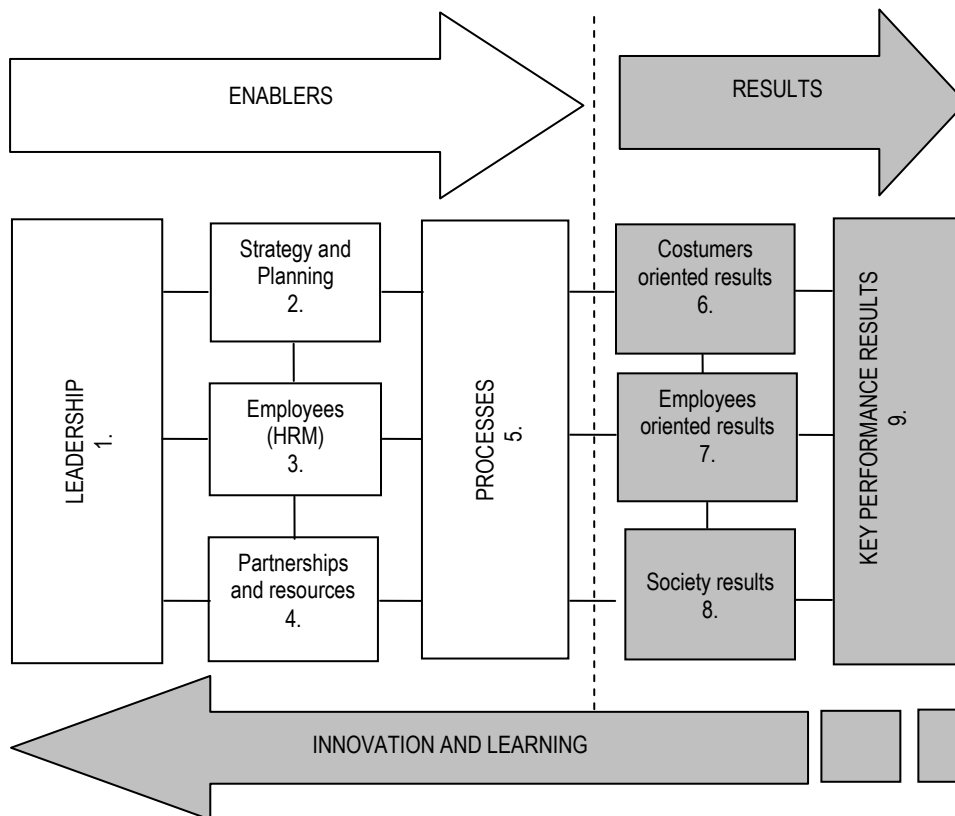 ENABLERS
RESULTS
LEADERSHIP
1.
Strategy and
Planning
2.
Employees
(HRM)
3.
Partnerships
and resources
4.
PROCESSES
5.
Costumers
oriented results
6.
Employees
oriented results
7.
Society results
8.
KEY PERFORMANCE RESULTS
9.
INNOVATION AND LEARNING